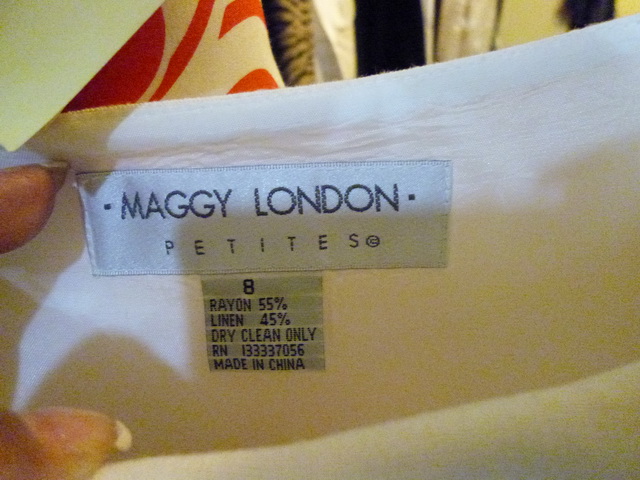 · MAGGY LONDON ·
PETITES©
8
RAYON 55%
LINEN 45%
DRY CLEAN ONLY
RN 133337056
MADE IN CHINA